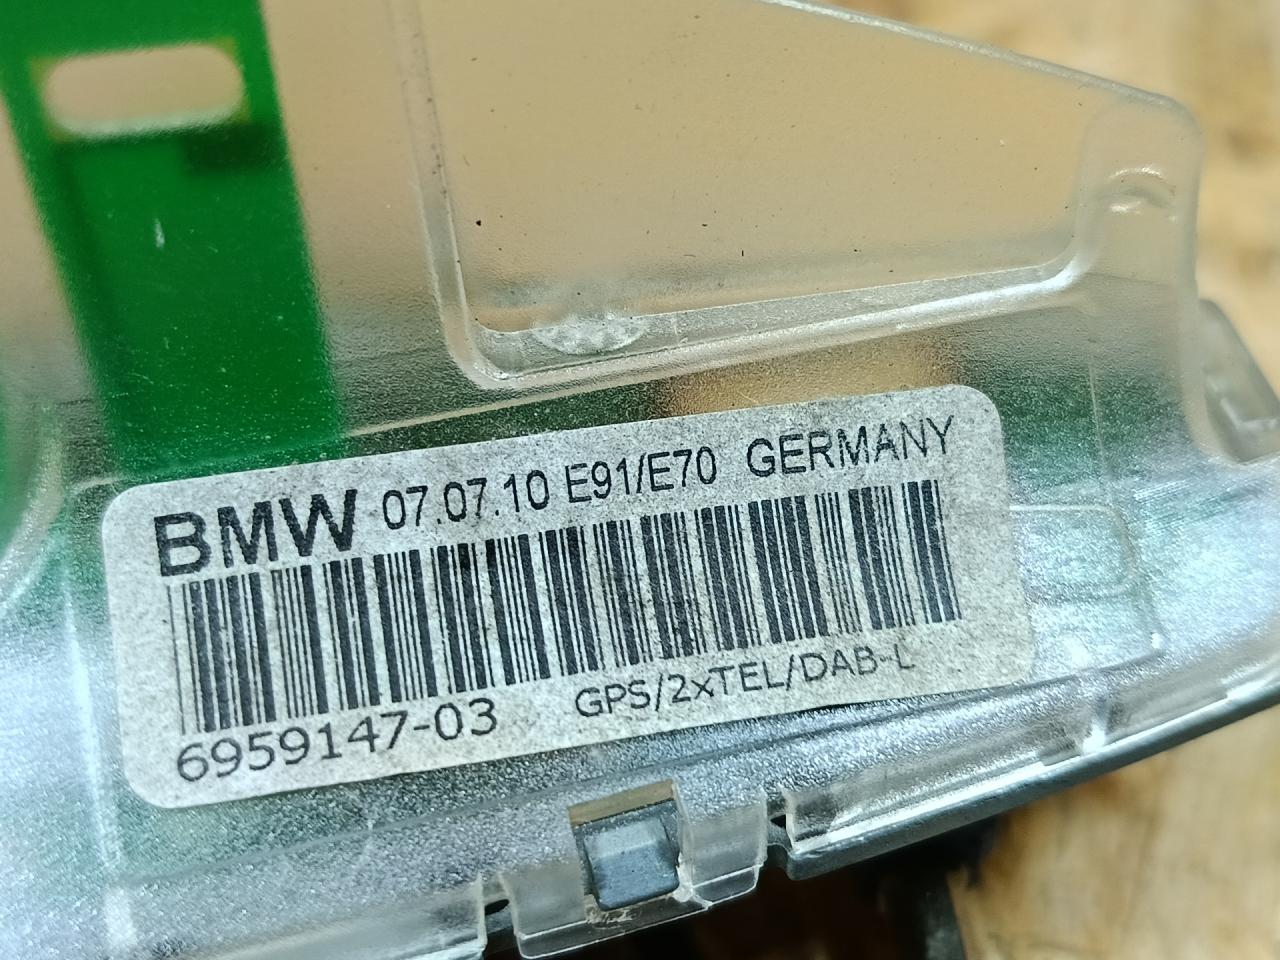 BMW 07.07.10 E91/E70 GERMANY
6959147-03 GPS/2xTEL/DAB-L